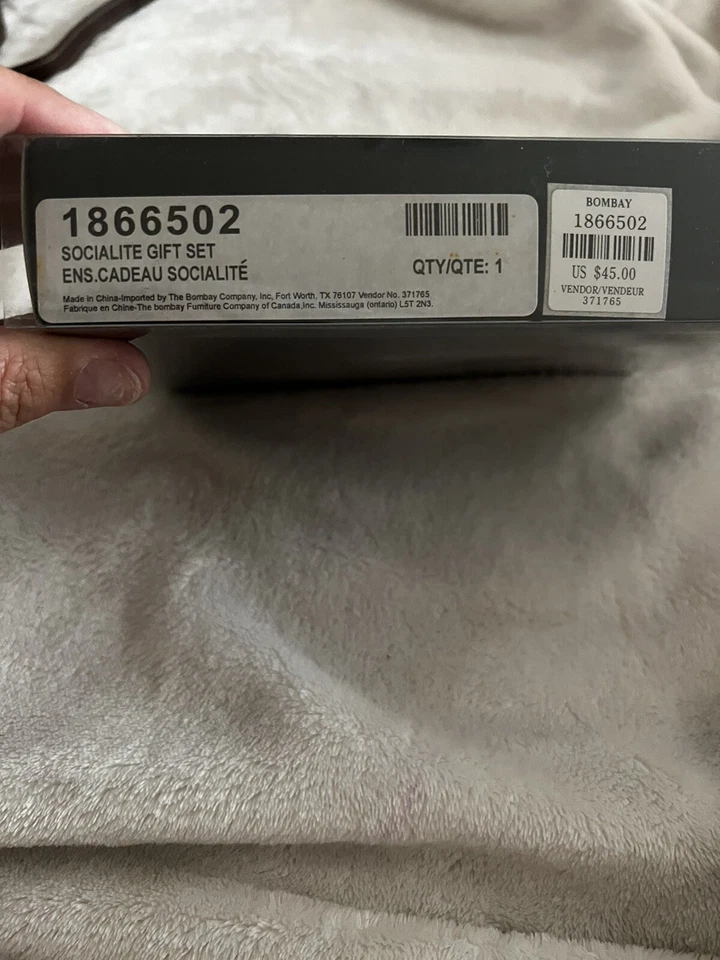 1866502
SOCIALITE GIFT SET
ENS.CADEAU SOCIALITÉ
QTY/QTE: 1
Made in China-Imported by The Bombay Company, Inc, Fort Worth, TX 76107 Vendor No. 371765
Fabrique en Chine-The bombay Furniture Company of Canada,Inc. Mississauga (ontario) L5T 2N3.
BOMBAY
1866502
US $45.00
VENDOR/VENDEUR
371765